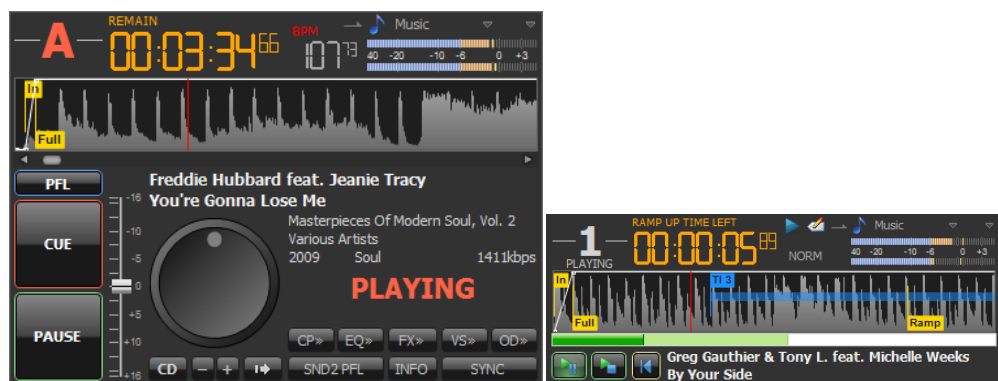 A
REMAIN
00:03:34 66
BPM
107 73
Music
40 -20 -10 -6 0 +3
In
Full
PFL
CUE
PAUSE
-16
-10
-5
0
+5
+10
+16
Freddie Hubbard feat. Jeanie Tracy
You're Gonna Lose Me
Masterpieces Of Modern Soul, Vol. 2
Various Artists
2009 Soul 1411kbps
PLAYING
CP» EQ» FX» VS» OD»
CD − + SND2 PFL INFO SYNC
1
PLAYING
RAMP UP TIME LEFT
00:00:05 89
NORM
Music
40 -20 -10 -6 0 +3
In
TI 3
Full
Ramp
Greg Gauthier & Tony L. feat. Michelle Weeks
By Your Side